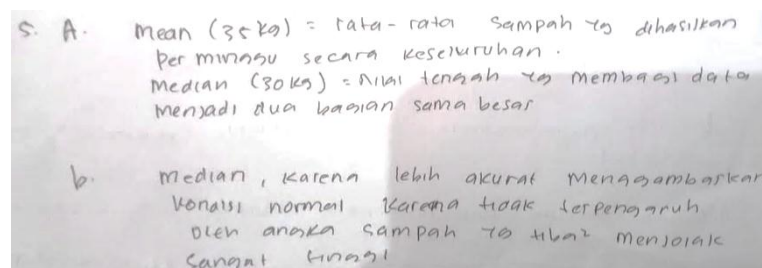 5. A. Mean (35 kg) = rata-rata sampah yg dihasilkan
per minggu secara keseluruhan.
Median (30 kg) = Nilai tengah yg membagi data
menjadi dua bagian sama besar
b. Median, karena lebih akurat menggambarkan
kondisi normal karena tidak terpengaruh
oleh angka sampah yg tiba² menjolak
sangat tinggi